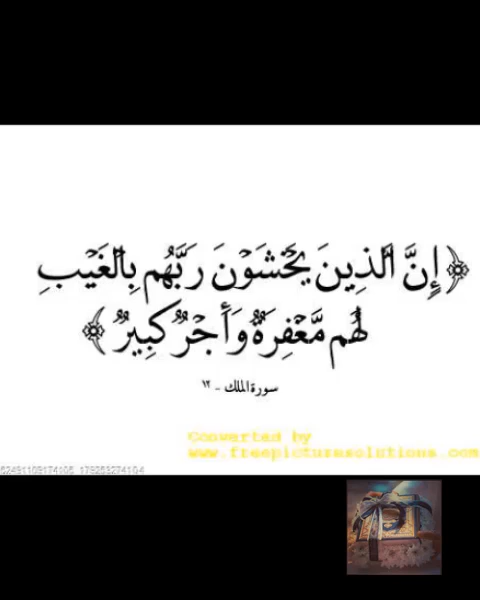 ﴿إِنَّ الَّذِينَ يَخْشَوْنَ رَبَّهُم بِالْغَيْبِ
لَهُم مَّغْفِرَةٌ وَأَجْرٌ كَبِيرٌ﴾
سورة الملك - ١٢
Converted by
www.freepicturesolutions.com